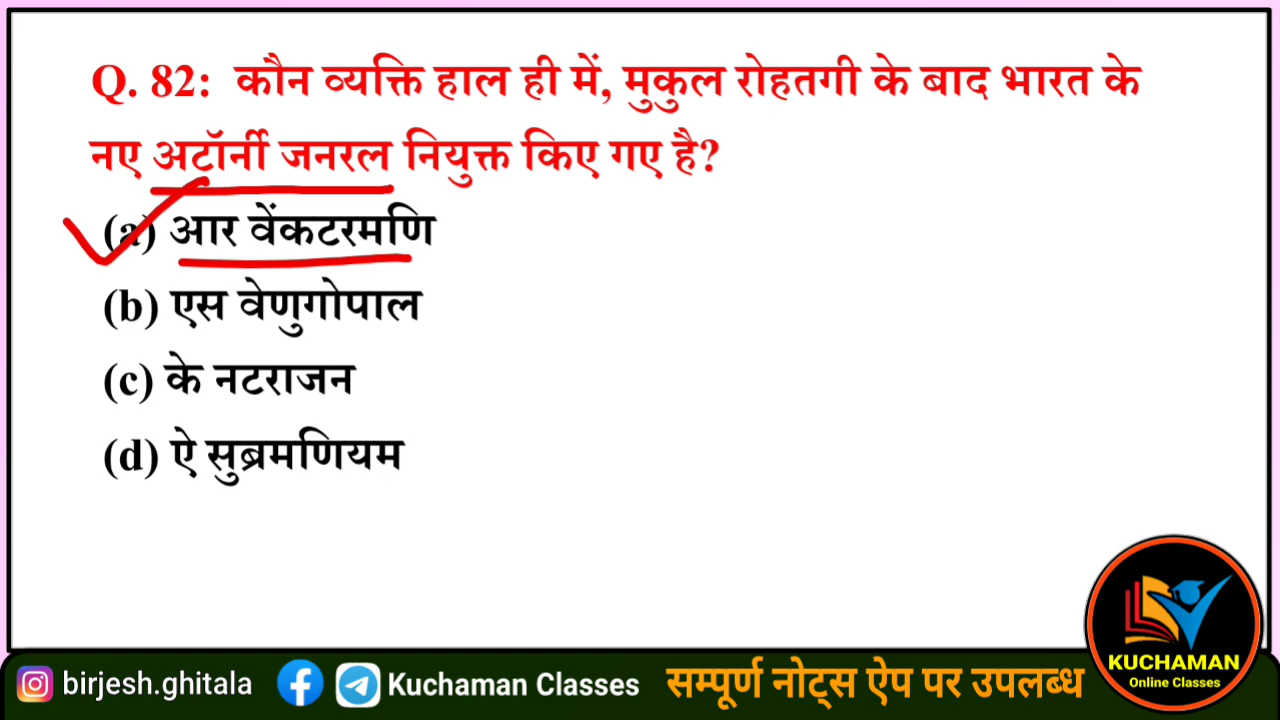 Q. 82: कौन व्यक्ति हाल ही में, मुकुल रोहतगी के बाद भारत के
नए अटॉर्नी जनरल नियुक्त किए गए है?
(a) आर वेंकटरमणि
(b) एस वेणुगोपाल
(c) के नटराजन
(d) ऐ सुब्रमणियम
KUCHAMAN
Online Classes
birjesh.ghitala Kuchaman Classes सम्पूर्ण नोट्स ऐप पर उपलब्ध